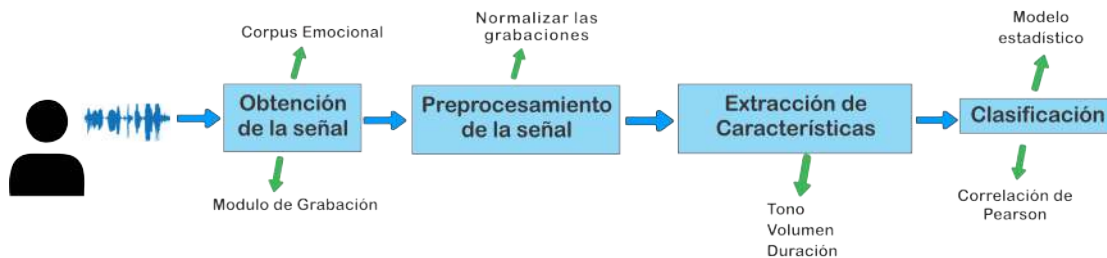 Corpus Emocional
Obtención
de la señal
Modulo de Grabación
Normalizar las
grabaciones
Preprocesamiento
de la señal
Extracción de
Características
Tono
Volumen
Duración
Modelo
estadístico
Clasificación
Correlación de
Pearson